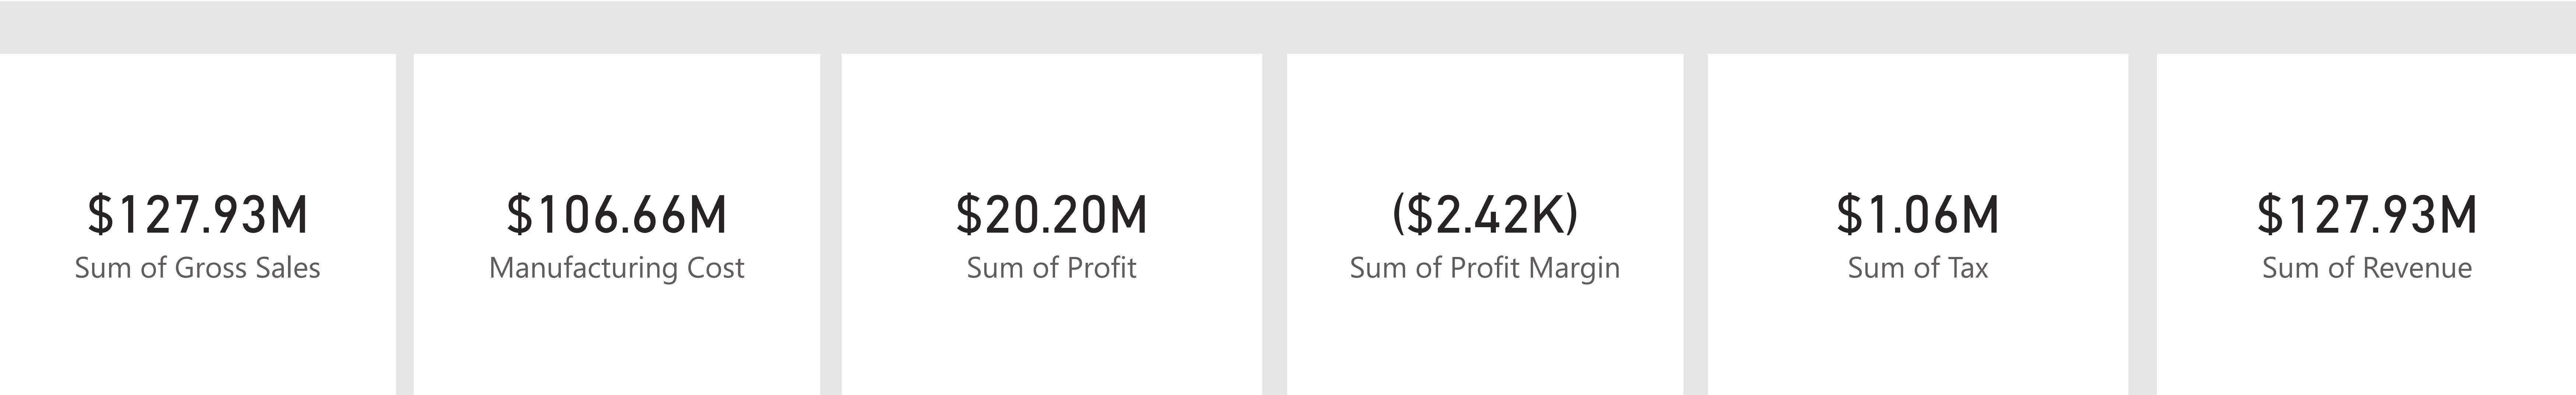 $127.93M
Sum of Gross Sales
$106.66M
Manufacturing Cost
$20.20M
Sum of Profit
($2.42K)
Sum of Profit Margin
$1.06M
Sum of Tax
$127.93M
Sum of Revenue